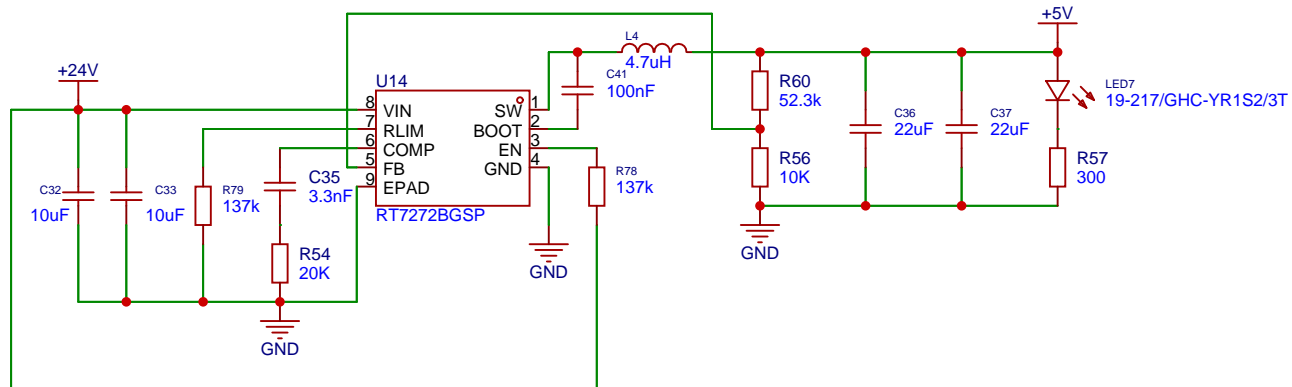 +24V
C32
10uF
C33
10uF
R79
137k
C35
3.3nF
R54
20K
GND
U14
8
VIN
7
RLIM
6
COMP
5
FB
9
EPAD
SW
1
BOOT
2
EN
3
GND
4
RT7272BGSP
GND
C41
100nF
L4
4.7uH
R78
137k
R60
52.3k
R56
10K
GND
C36
22uF
C37
22uF
+5V
LED7
19-217/GHC-YR1S2/3T
R57
300